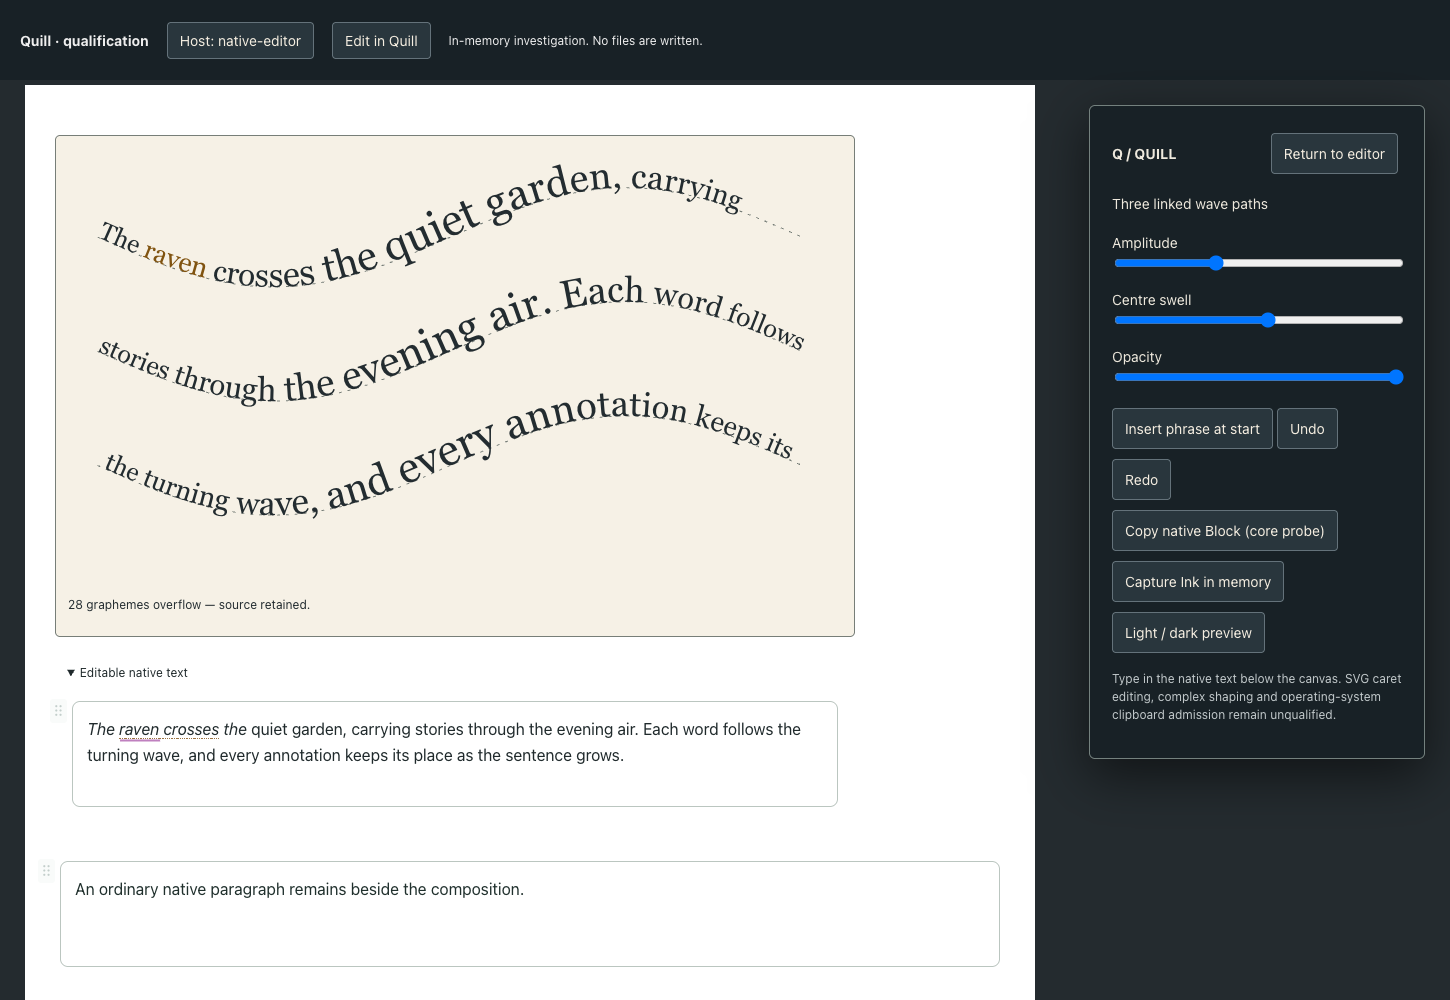 Quill · qualification
Host: native-editor
Edit in Quill
In-memory investigation. No files are written.
The raven crosses the quiet garden, carrying
stories through the evening air. Each word follows
the turning wave, and every annotation keeps its
28 graphemes overflow — source retained.
Editable native text
The raven crosses the quiet garden, carrying stories through the evening air. Each word follows the
turning wave, and every annotation keeps its place as the sentence grows.
An ordinary native paragraph remains beside the composition.
Q / QUILL
Return to editor
Three linked wave paths
Amplitude
Centre swell
Opacity
Insert phrase at start
Undo
Redo
Copy native Block (core probe)
Capture Ink in memory
Light / dark preview
Type in the native text below the canvas. SVG caret
editing, complex shaping and operating-system
clipboard admission remain unqualified.